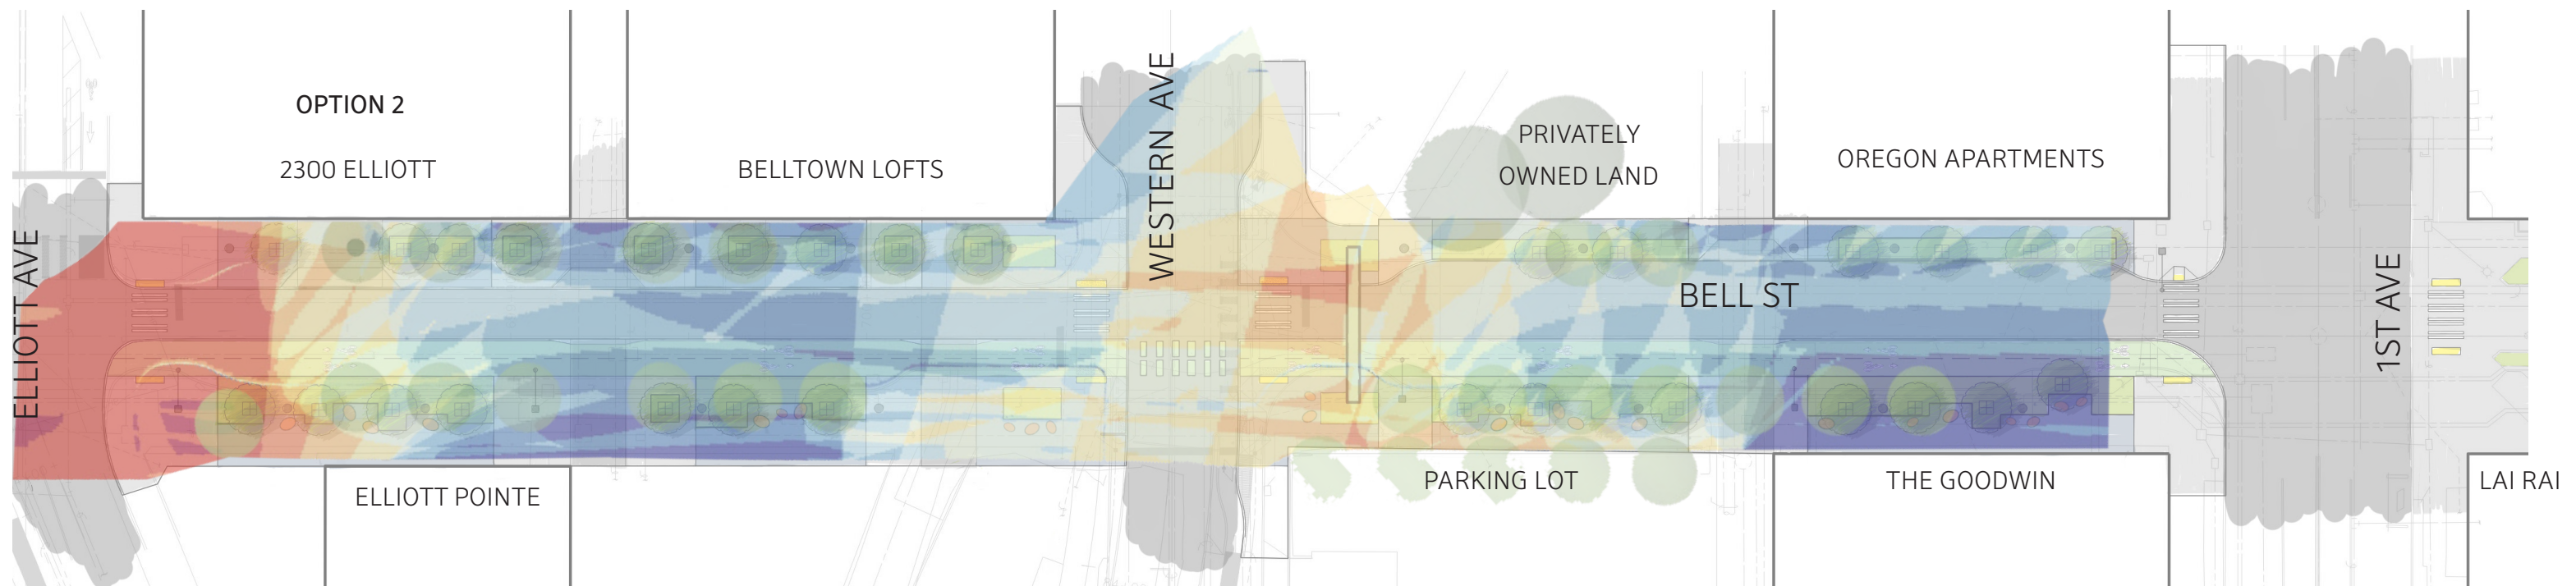 OPTION 2
2300 ELLIOTT
BELLTOWN LOFTS
WESTERN AVE
PRIVATELY
OWNED LAND
OREGON APARTMENTS
ELLIOTT AVE
BELL ST
1ST AVE
ELLIOTT POINTE
PARKING LOT
THE GOODWIN
LAI RAI